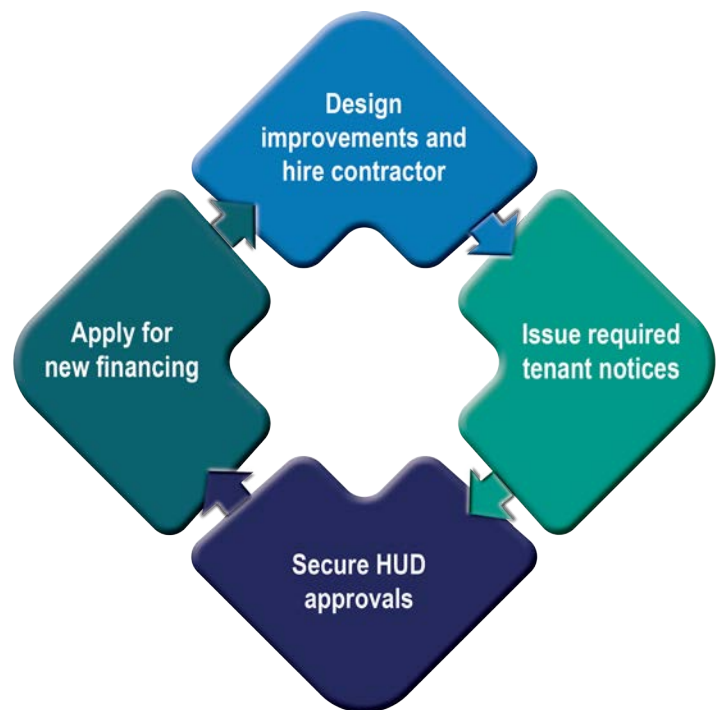 Design
improvements and
hire contractor
Issue required
tenant notices
Secure HUD
approvals
Apply for
new financing